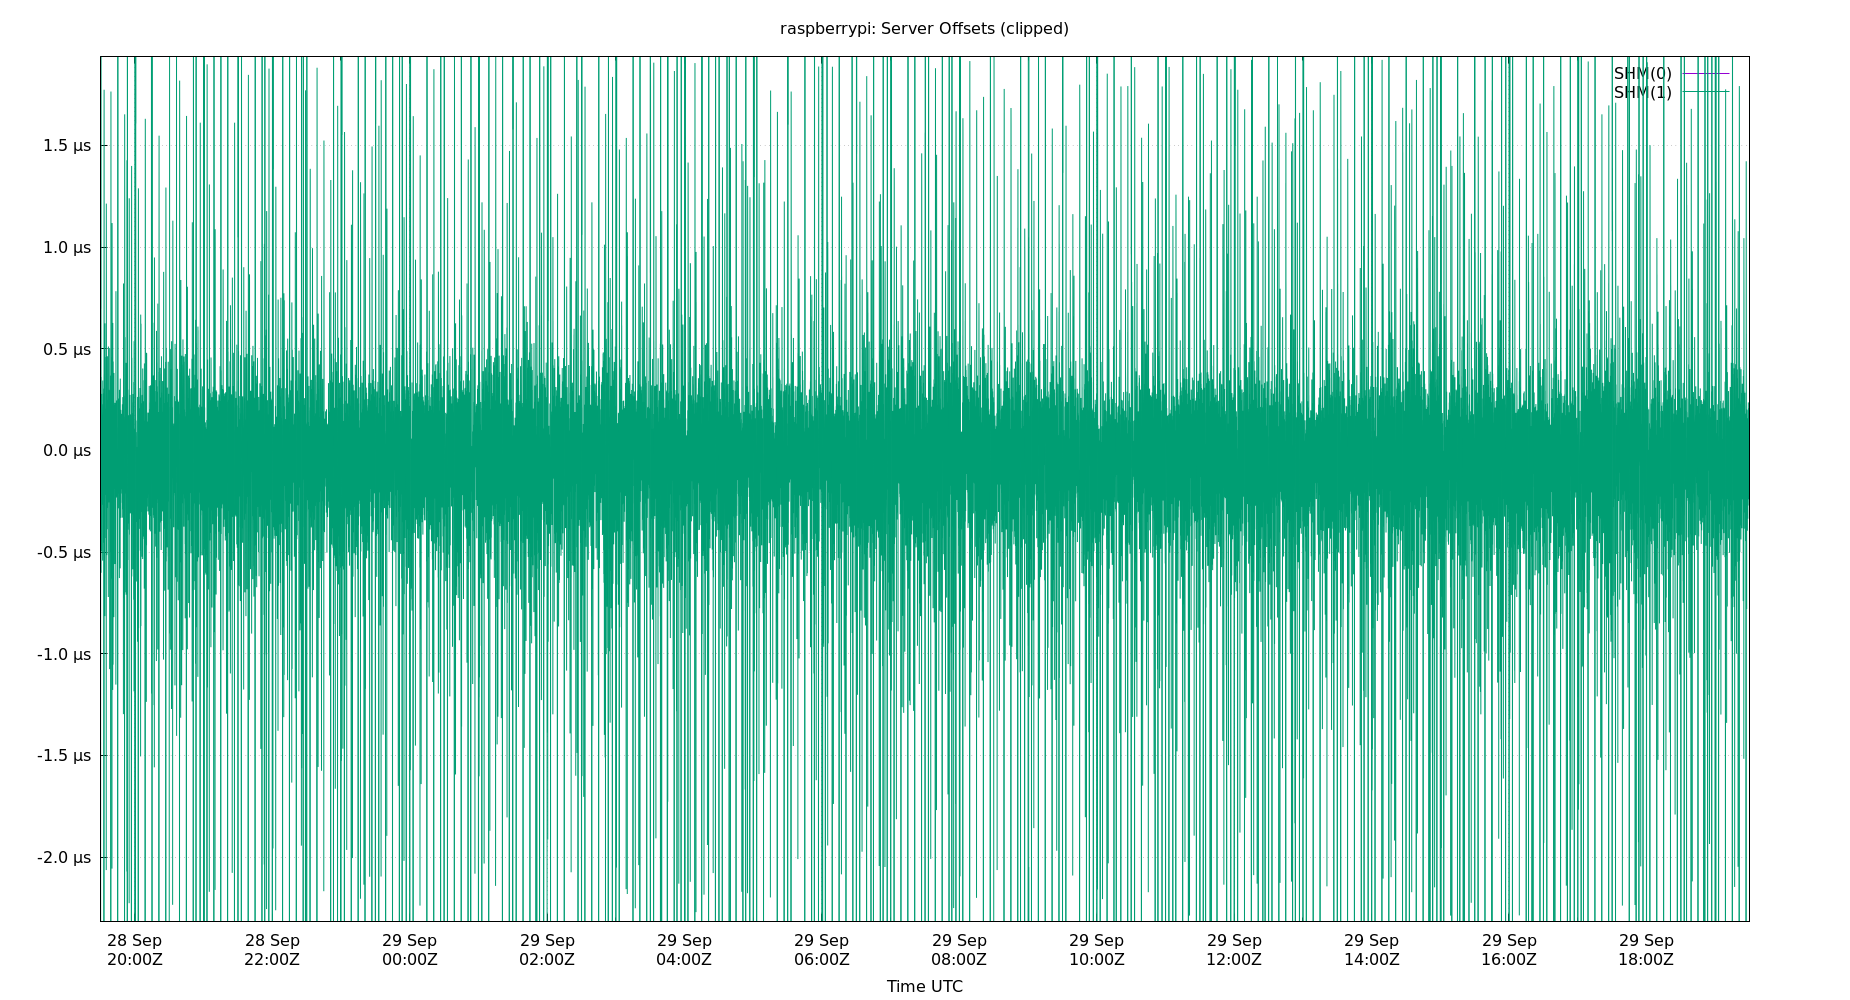 raspberrypi: Server Offsets (clipped)
SHM(0)
SHM(1)
1.5 µs
1.0 µs
0.5 µs
0.0 µs
-0.5 µs
-1.0 µs
-1.5 µs
-2.0 µs
28 Sep 28 Sep 29 Sep 29 Sep 29 Sep 29 Sep 29 Sep 29 Sep 29 Sep 29 Sep 29 Sep 29 Sep
20:00Z 22:00Z 00:00Z 02:00Z 04:00Z 06:00Z 08:00Z 10:00Z 12:00Z 14:00Z 16:00Z 18:00Z
Time UTC